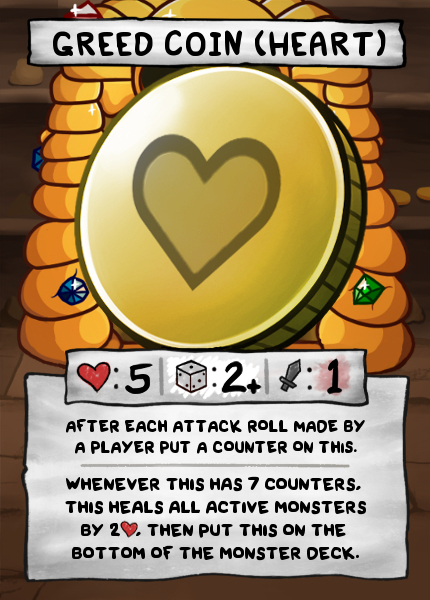 GREED COIN (HEART)
❤: 5 | 🎲: 2+ | 🗡: 1
AFTER EACH ATTACK ROLL MADE BY
A PLAYER PUT A COUNTER ON THIS.
WHENEVER THIS HAS 7 COUNTERS,
THIS HEALS ALL ACTIVE MONSTERS
BY 2❤, THEN PUT THIS ON THE
BOTTOM OF THE MONSTER DECK.